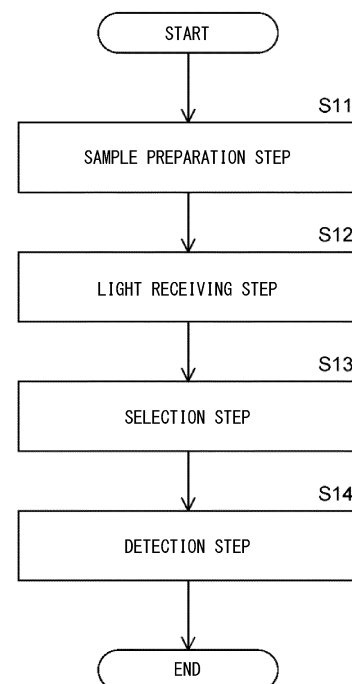 START
S11
SAMPLE PREPARATION STEP
S12
LIGHT RECEIVING STEP
S13
SELECTION STEP
S14
DETECTION STEP
END